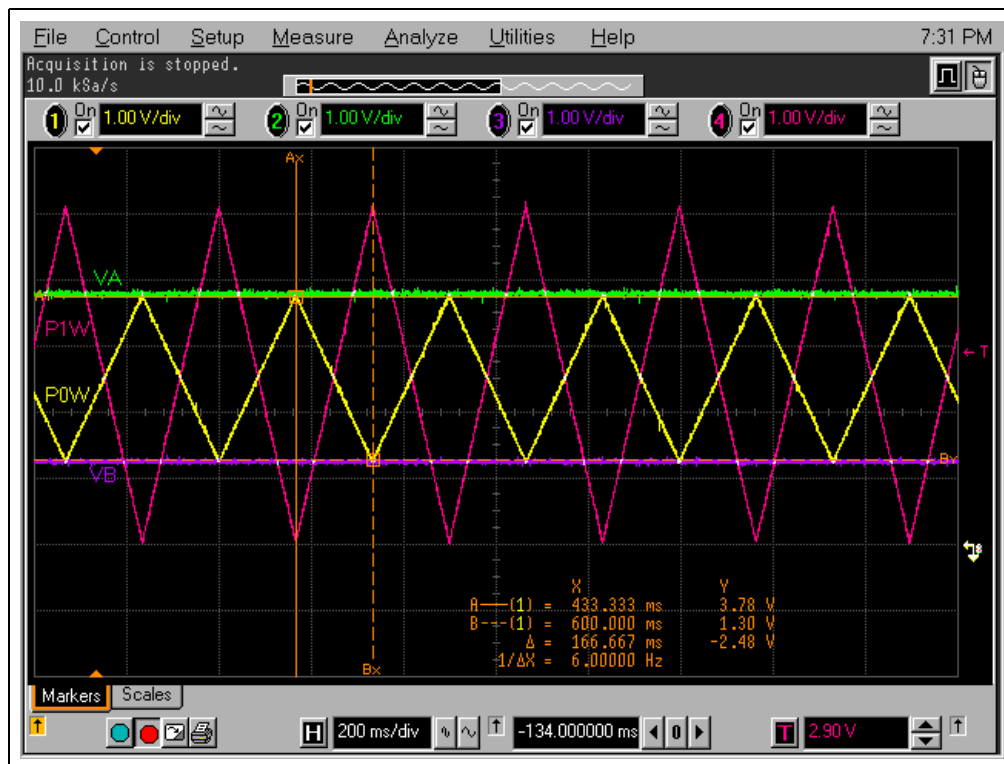 File Control Setup Measure Analyze Utilities Help 7:31 PM
Acquisition is stopped.
10.0 kSa/s
1 On 1.00 V/div 2 On 1.00 V/div 3 On 1.00 V/div 4 On 1.00 V/div
Ax
VA
P1W
T
P0W
VB
By
X Y
A——(1) = 433.333 ms 3.78 V
B---(1) = 600.000 ms 1.30 V
Δ = 166.667 ms -2.48 V
1/ΔX = 6.00000 Hz
Bx
Markers Scales
H 200 ms/div -134.000000 ms 0 T 2.90 V